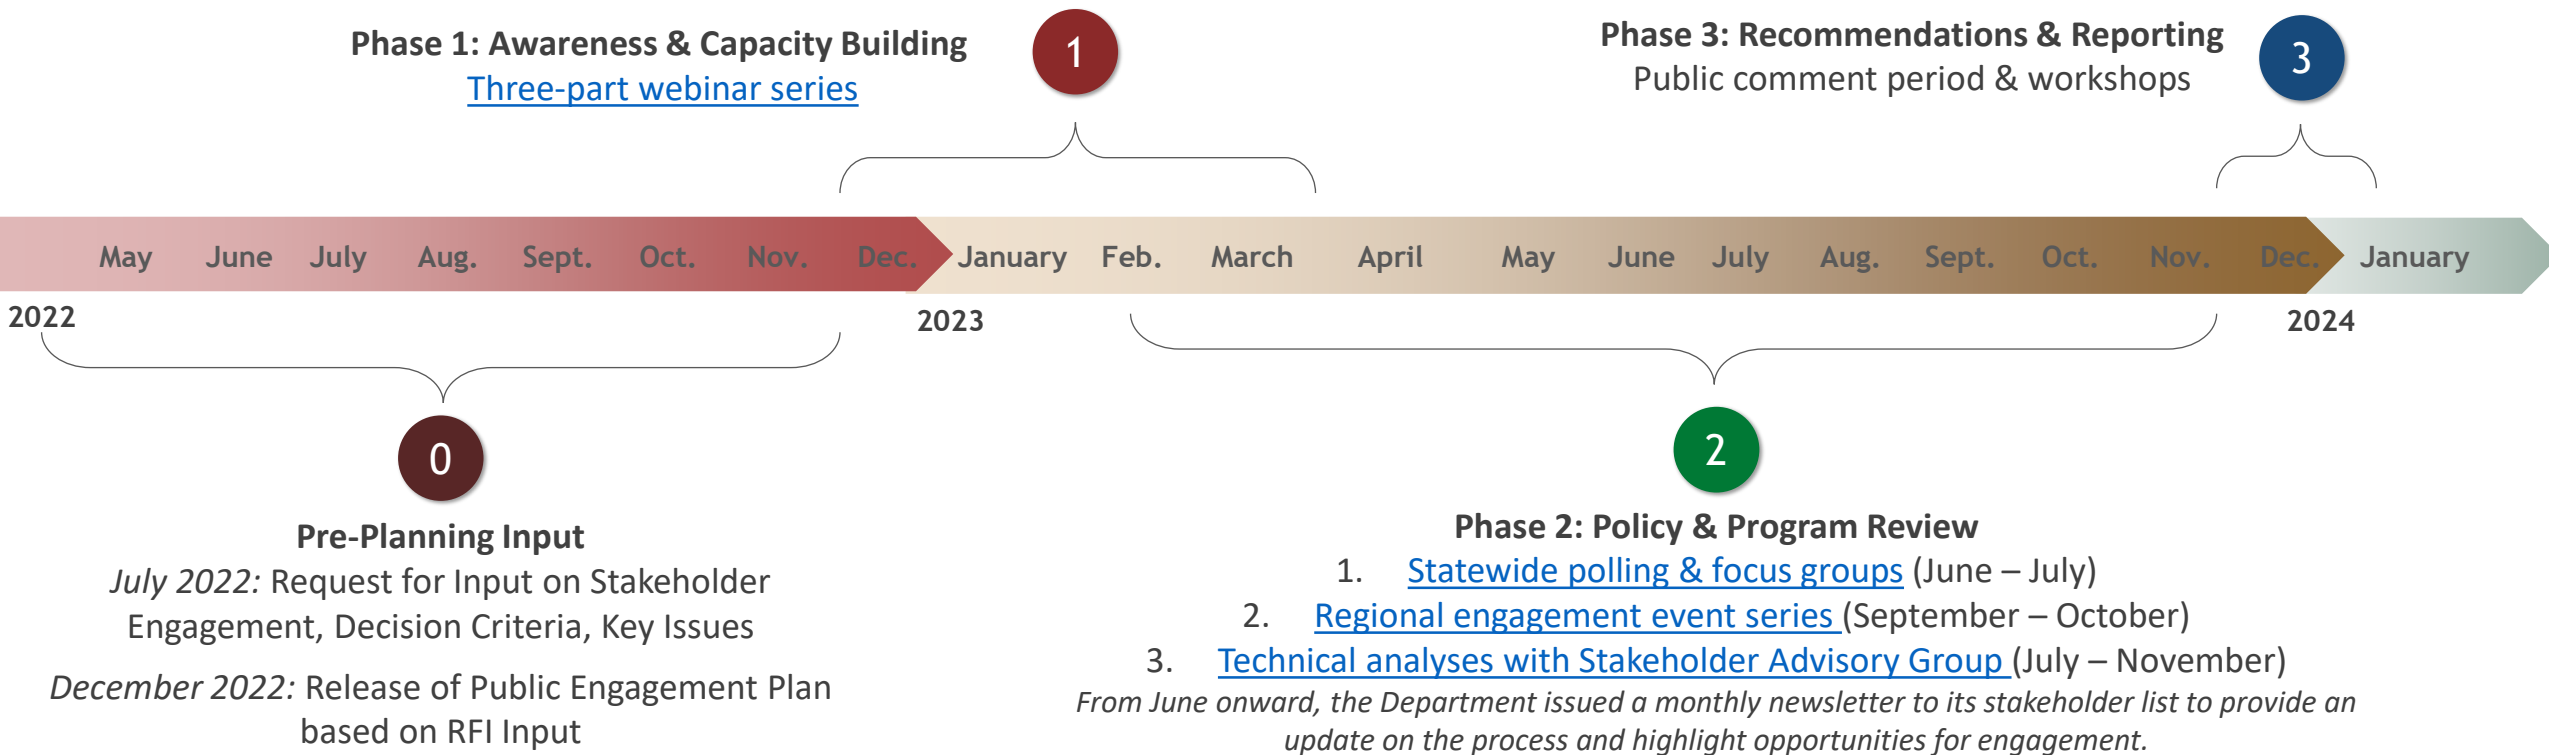 Phase 1: Awareness & Capacity Building
Three-part webinar series
1
Phase 3: Recommendations & Reporting
Public comment period & workshops
3
May June July Aug. Sept. Oct. Nov. Dec. January Feb. March April May June July Aug. Sept. Oct. Nov. Dec. January
2022 2023 2024
0
Pre-Planning Input
July 2022: Request for Input on Stakeholder
Engagement, Decision Criteria, Key Issues
December 2022: Release of Public Engagement Plan
based on RFI Input
2
Phase 2: Policy & Program Review
1. Statewide polling & focus groups (June – July)
2. Regional engagement event series (September – October)
3. Technical analyses with Stakeholder Advisory Group (July – November)
From June onward, the Department issued a monthly newsletter to its stakeholder list to provide an
update on the process and highlight opportunities for engagement.